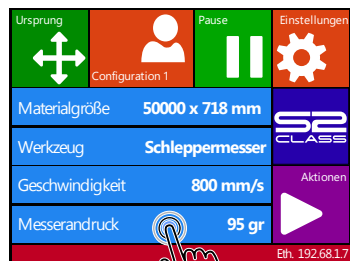 Ursprung
Configuration 1
Pause
Einstellungen
Materialgröße 50000 x 718 mm
Werkzeug Schleppermesser
S2
CLASS
Geschwindigkeit 800 mm/s
Aktionen
Messerandruck 95 gr
Eth. 192.68.1.7